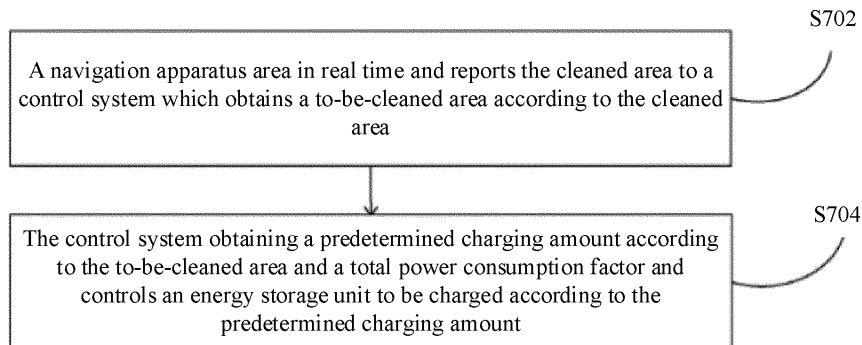 S702
A navigation apparatus area in real time and reports the cleaned area to a
control system which obtains a to-be-cleaned area according to the cleaned
area
S704
The control system obtaining a predetermined charging amount according
to the to-be-cleaned area and a total power consumption factor and
controls an energy storage unit to be charged according to the
predetermined charging amount